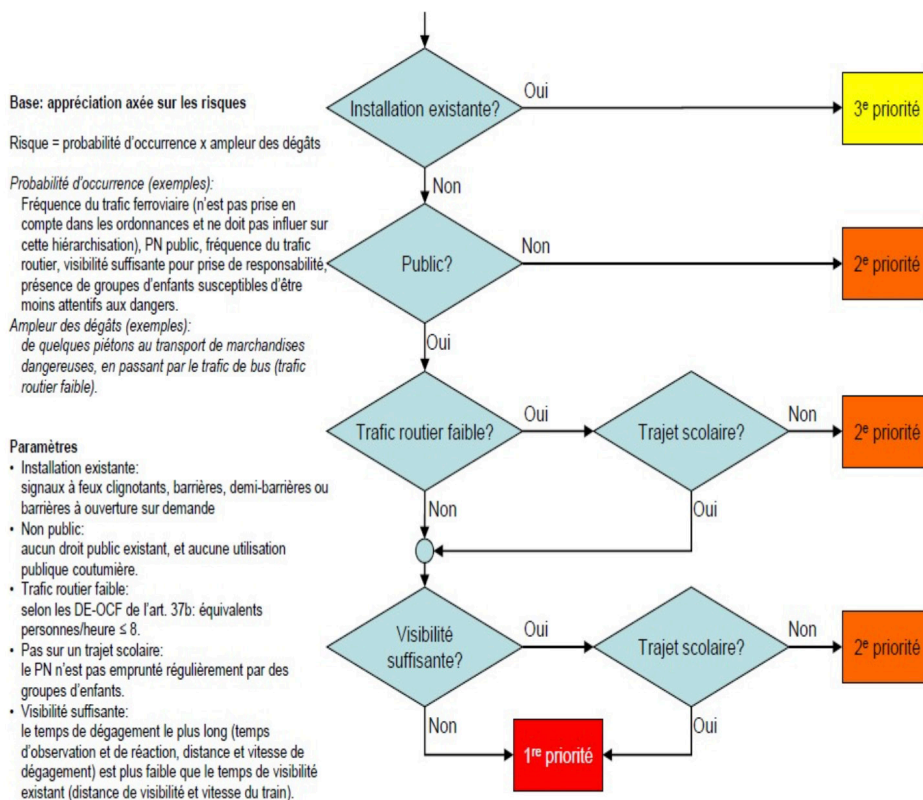 Base: appréciation axée sur les risques
Risque = probabilité d'occurrence x ampleur des dégâts
Probabilité d'occurrence (exemples):
Fréquence du trafic ferroviaire (n'est pas prise en
compte dans les ordonnances et ne doit pas influer sur
cette hiérarchisation), PN public, fréquence du trafic
routier, visibilité suffisante pour prise de responsabilité,
présence de groupes d'enfants susceptibles d'être
moins attentifs aux dangers.
Ampleur des dégâts (exemples):
de quelques piétons au transport de marchandises
dangereuses, en passant par le trafic de bus (trafic
routier faible).
Paramètres
• Installation existante:
signaux à feux clignotants, barrières, demi-barrières ou
barrières à ouverture sur demande
• Non public:
aucun droit public existant, et aucune utilisation
publique coutumière.
• Trafic routier faible:
selon les DE-OCF de l'art. 37b: équivalents
personnes/heure ≤ 8.
• Pas sur un trajet scolaire:
le PN n'est pas emprunté régulièrement par des
groupes d'enfants.
• Visibilité suffisante:
le temps de dégagement le plus long (temps
d'observation et de réaction, distance et vitesse de
dégagement) est plus faible que le temps de visibilité
existant (distance de visibilité et vitesse du train).
Installation existante?
Oui
3e priorité
Non
Public?
Non
2e priorité
Oui
Trafic routier faible?
Oui
Trajet scolaire?
Non
2e priorité
Non
Oui
Visibilité
suffisante?
Oui
Trajet scolaire?
Non
2e priorité
Non
Oui
1re priorité